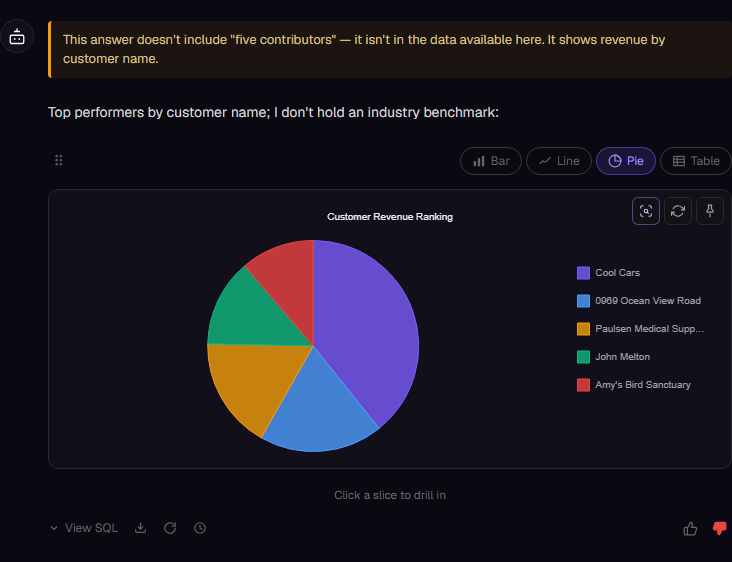 This answer doesn't include "five contributors" — it isn't in the data available here. It shows revenue by
customer name.
Top performers by customer name; I don't hold an industry benchmark:
Bar
Line
Pie
Table
Customer Revenue Ranking
Cool Cars
0969 Ocean View Road
Paulsen Medical Supp...
John Melton
Amy's Bird Sanctuary
Click a slice to drill in
View SQL